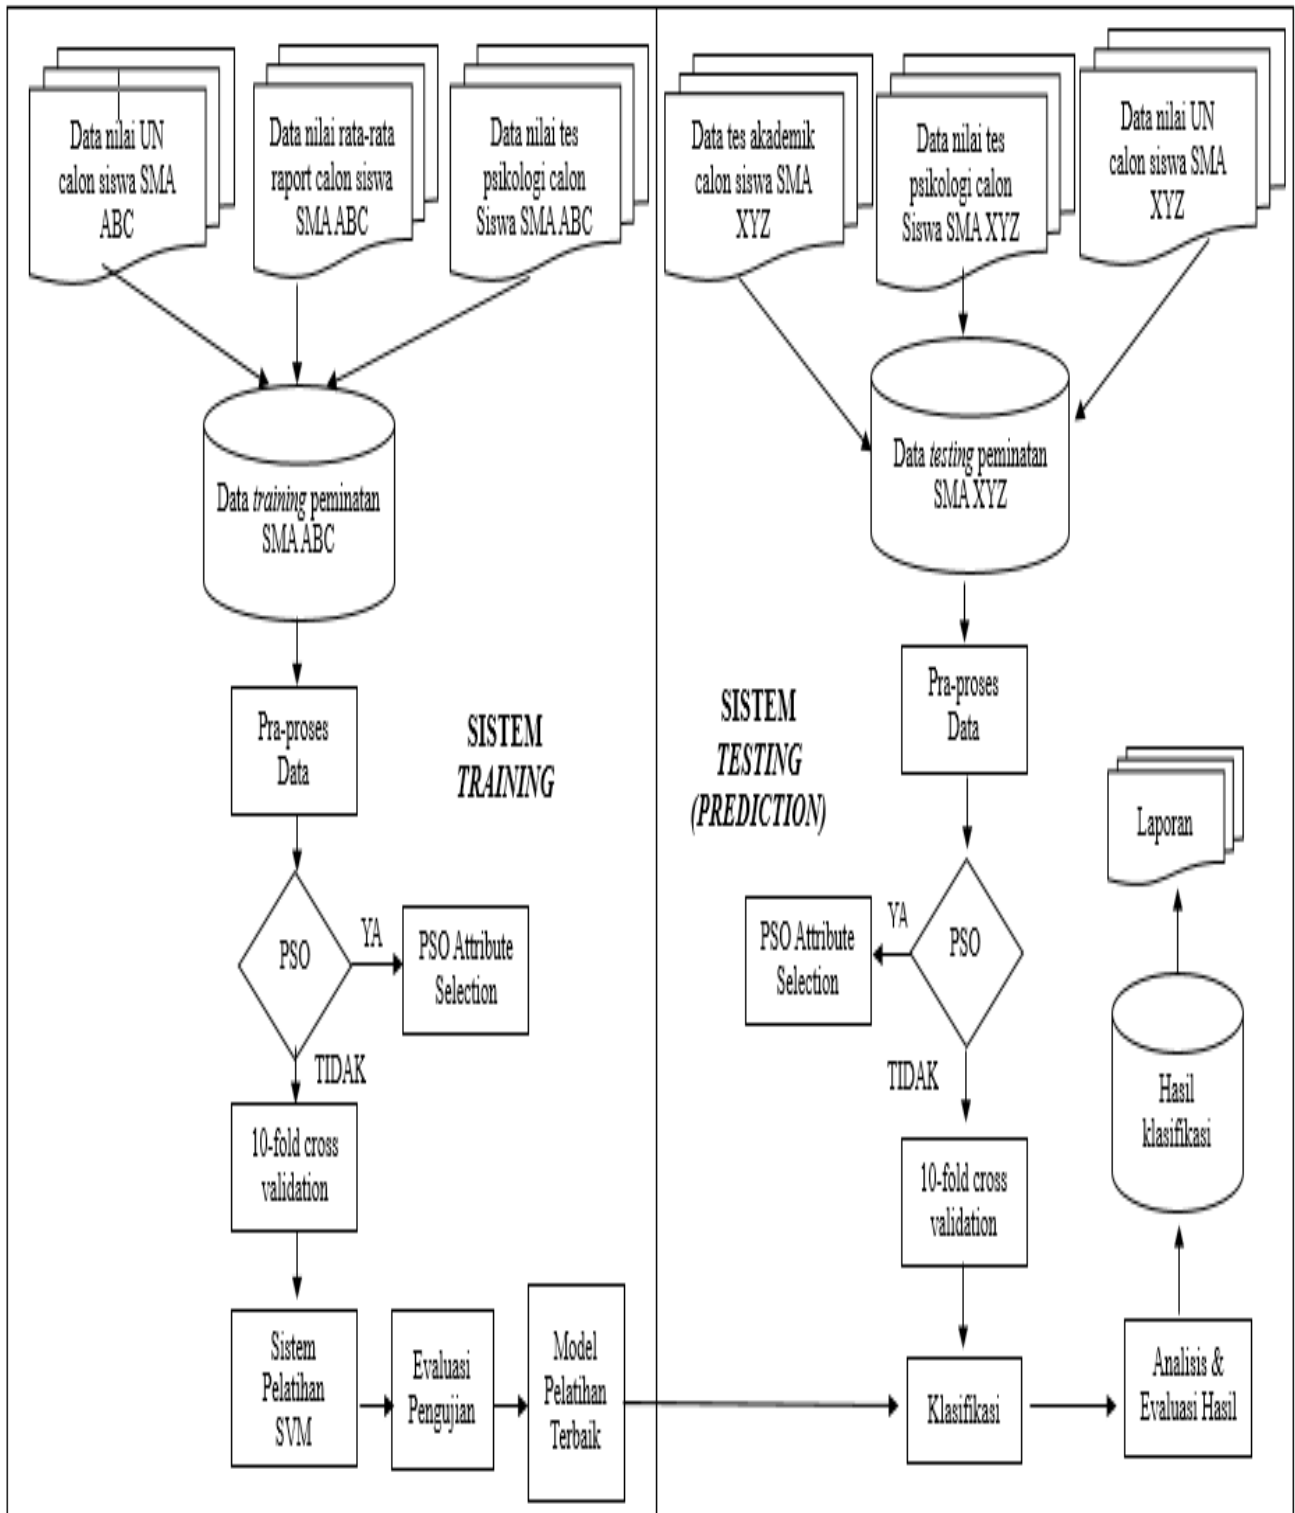 Data nilai UN
calon siswa SMA
ABC
Data nilai rata-rata
raport calon siswa
SMA ABC
Data nilai tes
psikologi calon
Siswa SMA ABC
Data training peminatan
SMA ABC
Pra-proses
Data
SISTEM
TRAINING
PSO
YA
PSO Attribute
Selection
TIDAK
10-fold cross
validation
Sistem
Pelatihan
SVM
Evaluasi
Pengujian
Model
Pelatihan
Terbaik
Data tes akademik
calon siswa SMA
XYZ
Data nilai tes
psikologi calon
Siswa SMA XYZ
Data nilai UN
calon siswa SMA
XYZ
Data testing peminatan
SMA XYZ
Pra-proses
Data
SISTEM
TESTING
(PREDICTION)
PSO
YA
PSO Attribute
Selection
TIDAK
10-fold cross
validation
Klasifikasi
Analisis &
Evaluasi Hasil
Hasil
klasifikasi
Laporan